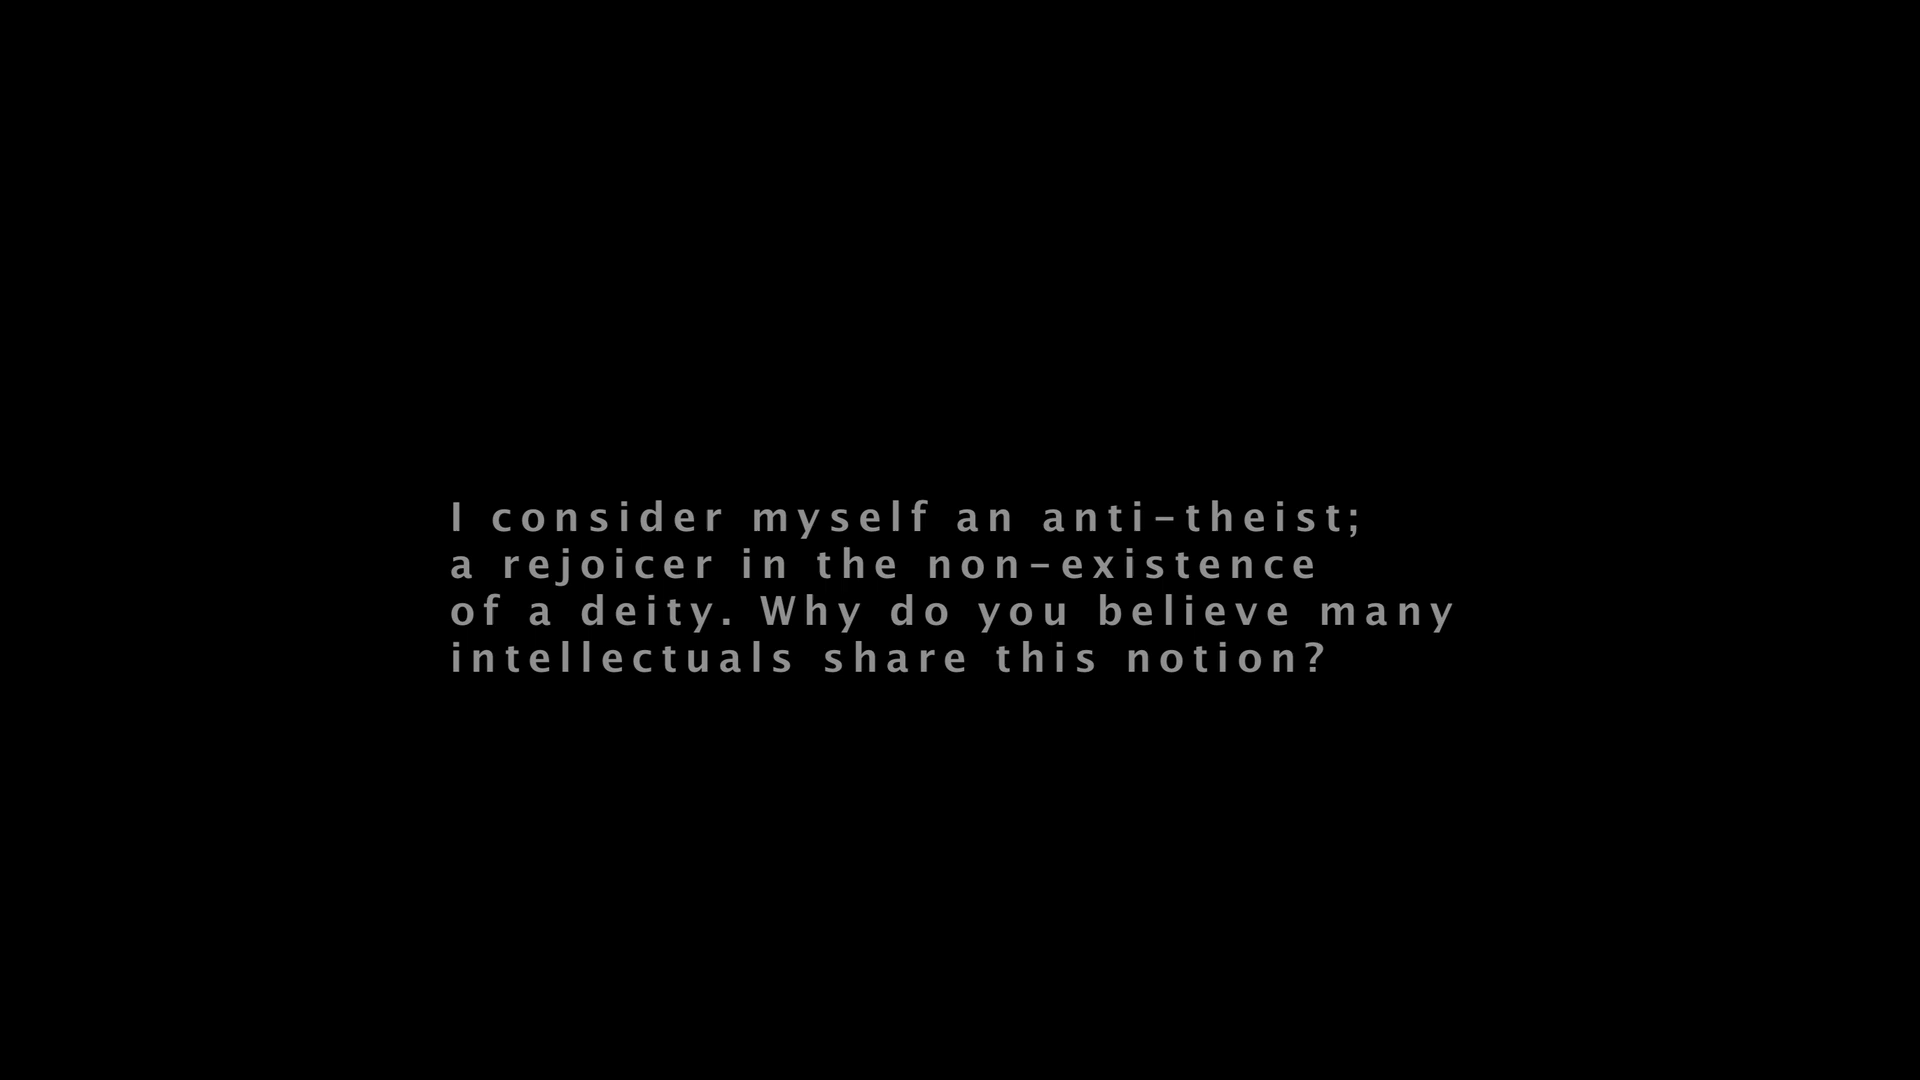 I consider myself an anti-theist;
a rejoicer in the non-existence
of a deity. Why do you believe many
intellectuals share this notion?